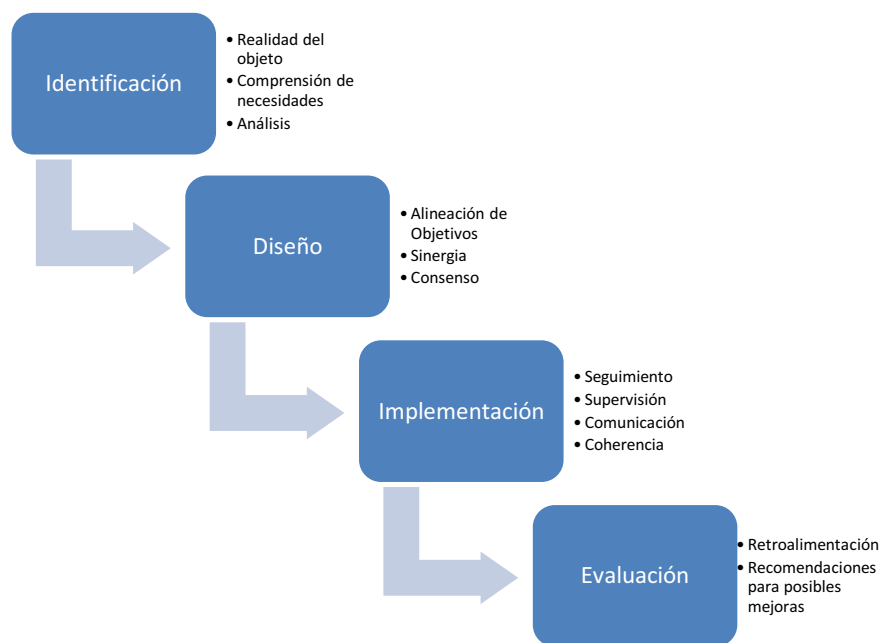 Identificación
• Realidad del
objeto
• Comprensión de
necesidades
• Análisis
Diseño
• Alineación de
Objetivos
• Sinergia
• Consenso
Implementación
• Seguimiento
• Supervisión
• Comunicación
• Coherencia
Evaluación
• Retroalimentación
• Recomendaciones
para posibles
mejoras